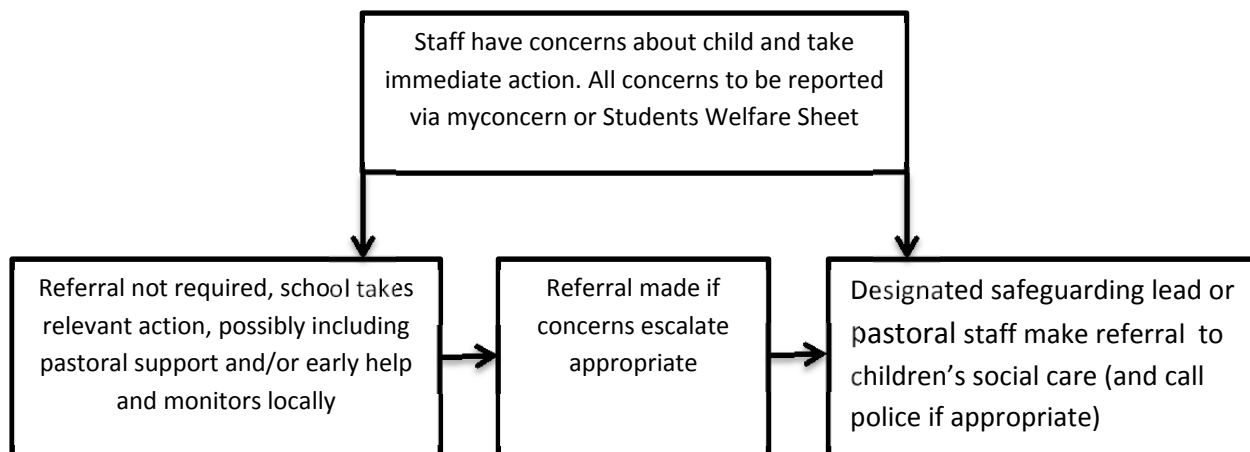 Staff have concerns about child and take
immediate action. All concerns to be reported
via myconcern or Students Welfare Sheet
Referral not required, school takes
relevant action, possibly including
pastoral support and/or early help
and monitors locally
Referral made if
concerns escalate
appropriate
Designated safeguarding lead or
pastoral staff make referral to
children’s social care (and call
police if appropriate)